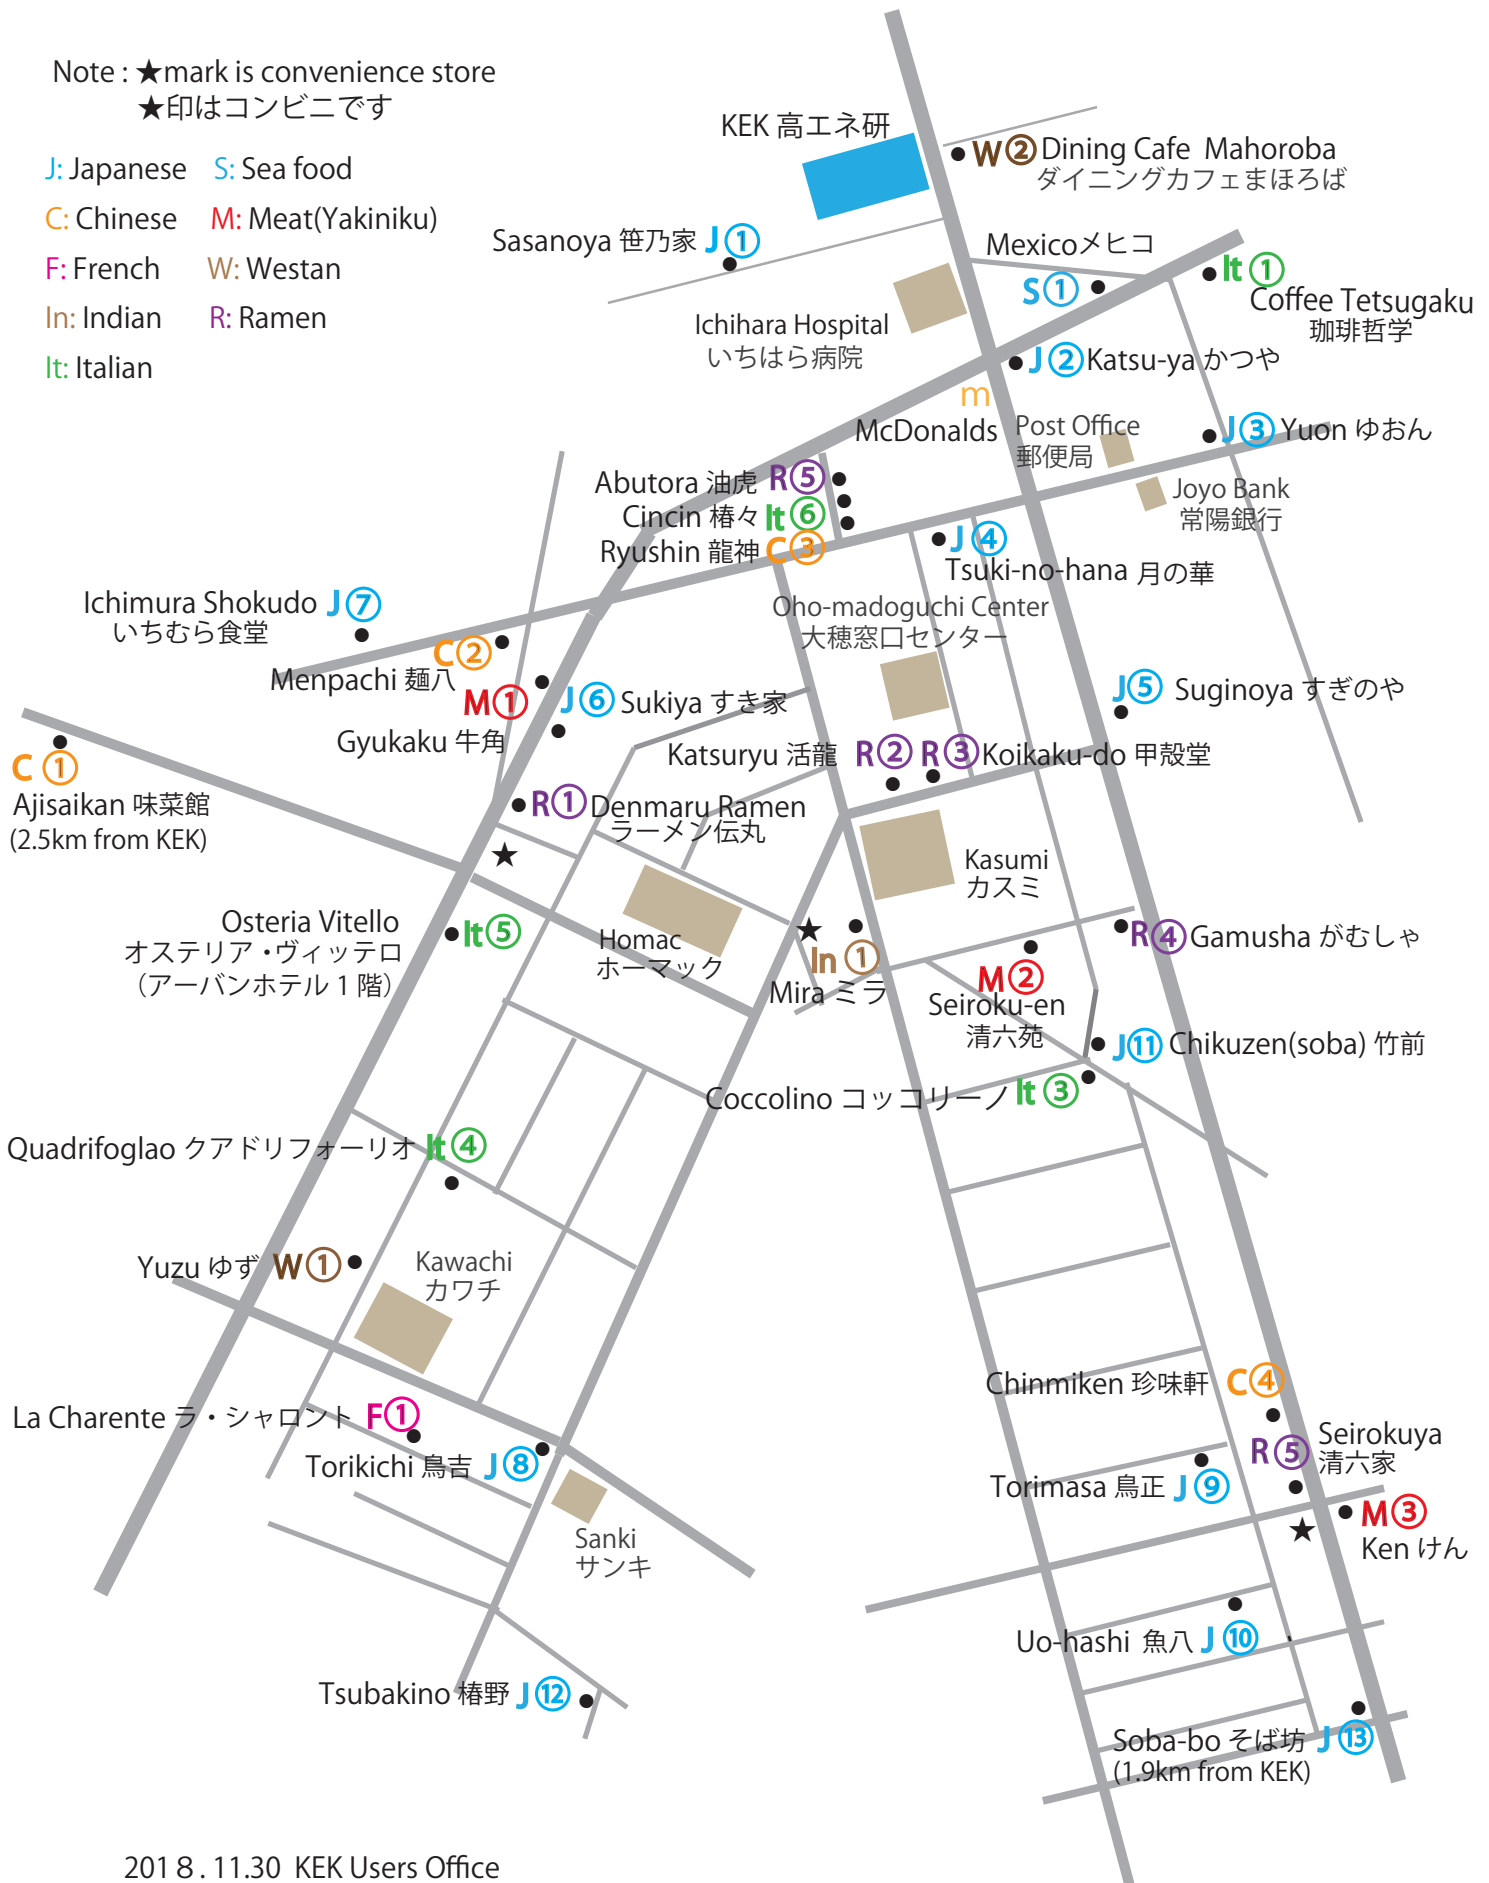 Note : ★mark is convenience store
★印はコンビニです
J: Japanese S: Sea food
C: Chinese M: Meat(Yakiniku)
F: French W: Westan
In: Indian R: Ramen
It: Italian
KEK 高エネ研
W② Dining Cafe Mahoroba
ダイニングカフェまほろば
Sasanoya 笹乃家 J①
Mexicoメヒコ
S①
It①
Coffee Tetsugaku
珈琲哲学
Ichihara Hospital
いちはら病院
J② Katsu-ya かつや
m
McDonalds
Post Office
郵便局
J③ Yuon ゆおん
Joyo Bank
常陽銀行
Abutora 油虎 R⑤
Cincin 椿々 It⑥
Ryushin 龍神 C③
J④
Tsuki-no-hana 月の華
Ichimura Shokudo J⑦
いちむら食堂
Oho-madoguchi Center
大穂窓口センター
C②
Menpachi 麺八
M①
Gyukaku 牛角
J⑥ Sukiya すき家
J⑤ Suginoya すぎのや
Katsuryu 活龍 R② R③ Koikaku-do 甲殻堂
C①
Ajisaikan 味菜館
(2.5km from KEK)
R① Denmaru Ramen
ラーメン伝丸
★
Kasumi
カスミ
Osteria Vitello
オステリア・ヴィッテロ
（アーバンホテル 1 階）
It⑤
Homac
ホーマック
★
In①
Mira ミラ
R④ Gamusha がむしゃ
M②
Seiroku-en
清六苑
J⑪ Chikuzen(soba) 竹前
Coccolino コッコリーノ It③
Quadrifoglao クアドリフォーリオ It④
Yuzu ゆず W①
Kawachi
カワチ
La Charente ラ・シャロント F①
Torikichi 鳥吉 J⑧
Sanki
サンキ
Chinmiken 珍味軒 C④
R⑤ Seirokuya
清六家
Torimasa 鳥正 J⑨
★
M③
Ken けん
Uo-hashi 魚八 J⑩
Tsubakino 椿野 J⑫
Soba-bo そば坊 J⑬
(1.9km from KEK)
201８. 11.30 KEK Users Office